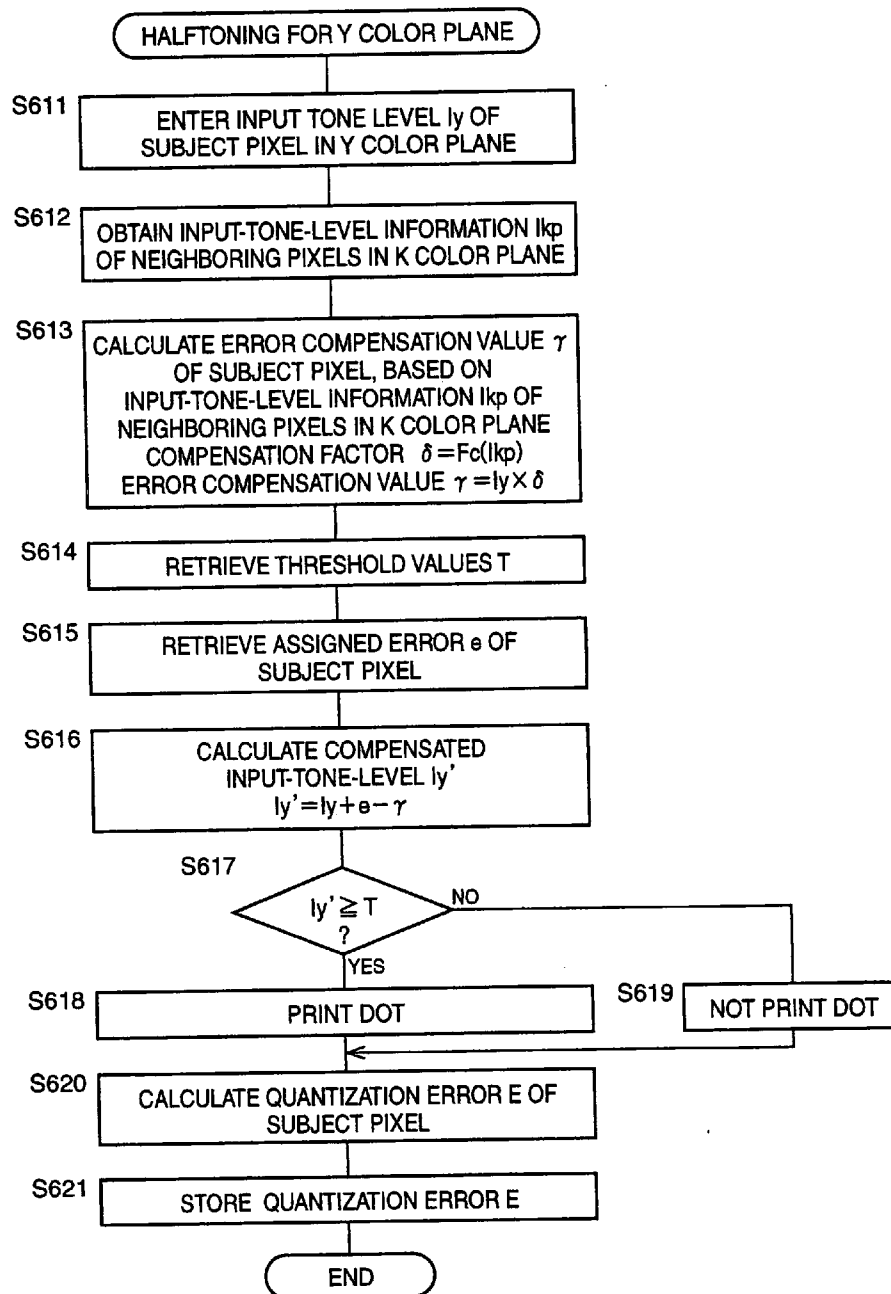 HALFTONING FOR Y COLOR PLANE
S611
ENTER INPUT TONE LEVEL Iy OF
SUBJECT PIXEL IN Y COLOR PLANE
S612
OBTAIN INPUT-TONE-LEVEL INFORMATION Ikp
OF NEIGHBORING PIXELS IN K COLOR PLANE
S613
CALCULATE ERROR COMPENSATION VALUE γ
OF SUBJECT PIXEL, BASED ON
INPUT-TONE-LEVEL INFORMATION Ikp OF
NEIGHBORING PIXELS IN K COLOR PLANE
COMPENSATION FACTOR δ=Fc(Ikp)
ERROR COMPENSATION VALUE γ=Iy×δ
S614
RETRIEVE THRESHOLD VALUES T
S615
RETRIEVE ASSIGNED ERROR e OF
SUBJECT PIXEL
S616
CALCULATE COMPENSATED
INPUT-TONE-LEVEL Iy'
Iy'=Iy+e-γ
S617
Iy'≧T
?
NO
YES
S618
PRINT DOT
S619
NOT PRINT DOT
S620
CALCULATE QUANTIZATION ERROR E OF
SUBJECT PIXEL
S621
STORE QUANTIZATION ERROR E
END